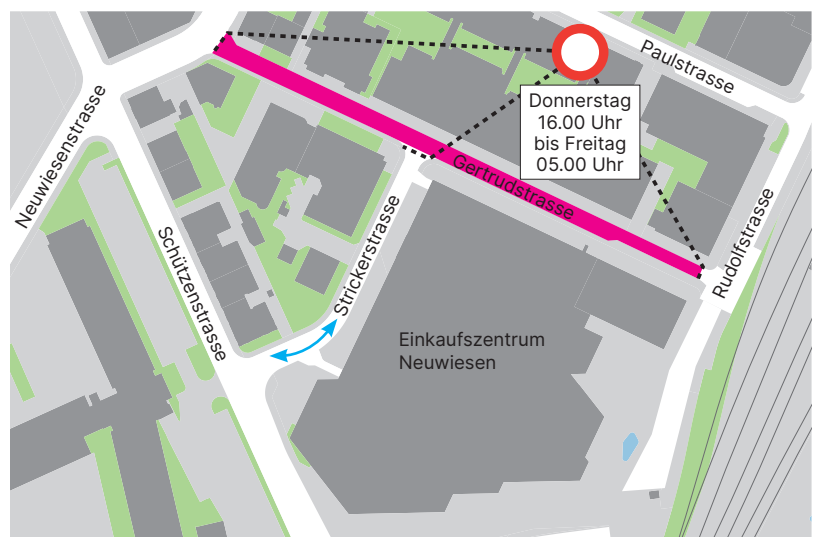 Paulstrasse
Donnerstag
16.00 Uhr
bis Freitag
05.00 Uhr
Neuwiesenstrasse
Gertrudstrasse
Rudolfstrasse
Strickerstrasse
Schützenstrasse
Einkaufszentrum
Neuwiesen